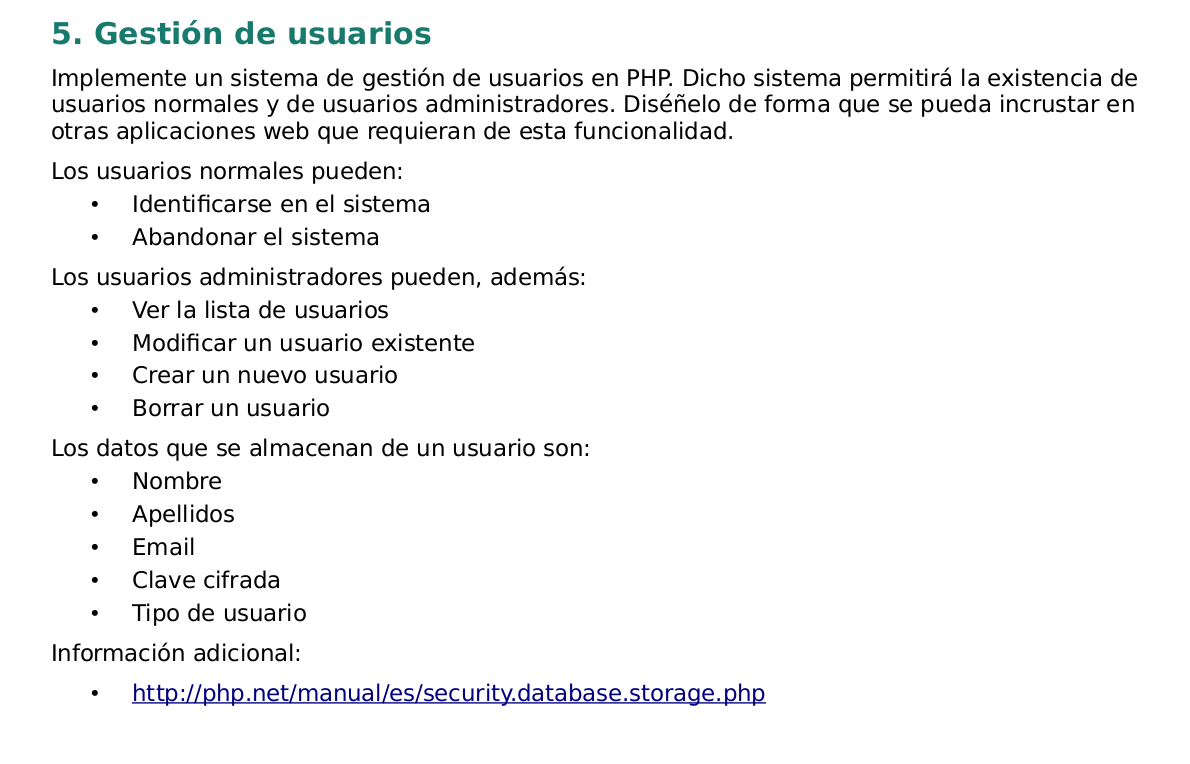 5. Gestión de usuarios
Implemente un sistema de gestión de usuarios en PHP. Dicho sistema permitirá la existencia de
usuarios normales y de usuarios administradores. Diséñelo de forma que se pueda incrustar en
otras aplicaciones web que requieran de esta funcionalidad.
Los usuarios normales pueden:
• Identificarse en el sistema
• Abandonar el sistema
Los usuarios administradores pueden, además:
• Ver la lista de usuarios
• Modificar un usuario existente
• Crear un nuevo usuario
• Borrar un usuario
Los datos que se almacenan de un usuario son:
• Nombre
• Apellidos
• Email
• Clave cifrada
• Tipo de usuario
Información adicional:
• http://php.net/manual/es/security.database.storage.php